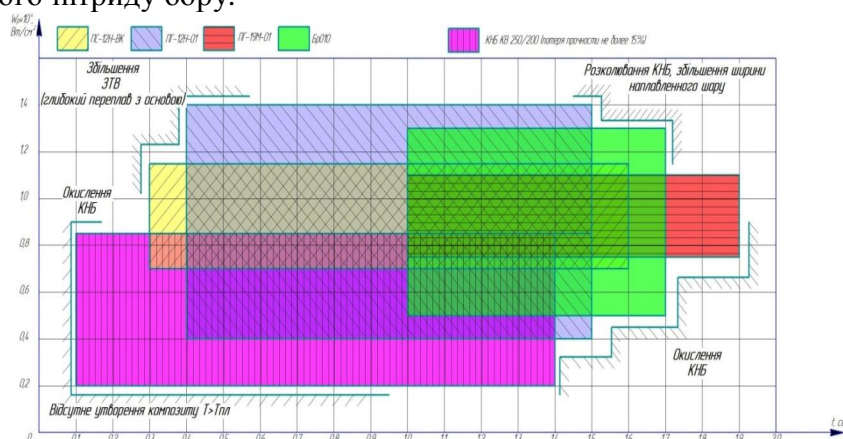 ого нітриду бору.
Wp×10⁵
Вт/см²
ПС-12Н-ВК
ПГ-12Н-01
ПГ-19М-01
БрО10
КНБ КВ 250/200 (потеря прочности не более 15%)
Збільшення
ЗТВ
(глибокий переплав з основою)
Розколювання КНБ, збільшення ширини
наплавленного шару
1.4
1.2
Окислення
КНБ
1.0
0,8
0,6
0,4
Окислення
КНБ
0,2
Відсутне утворення композиту Т>Тпл
0 0.1 0.2 0.3 0.4 0.5 0.6 0.7 0.8 0.9 1.0 1.1 1.2 1.3 1.4 1.5 1.6 1.7 1.8 1.9 2.0 t, с